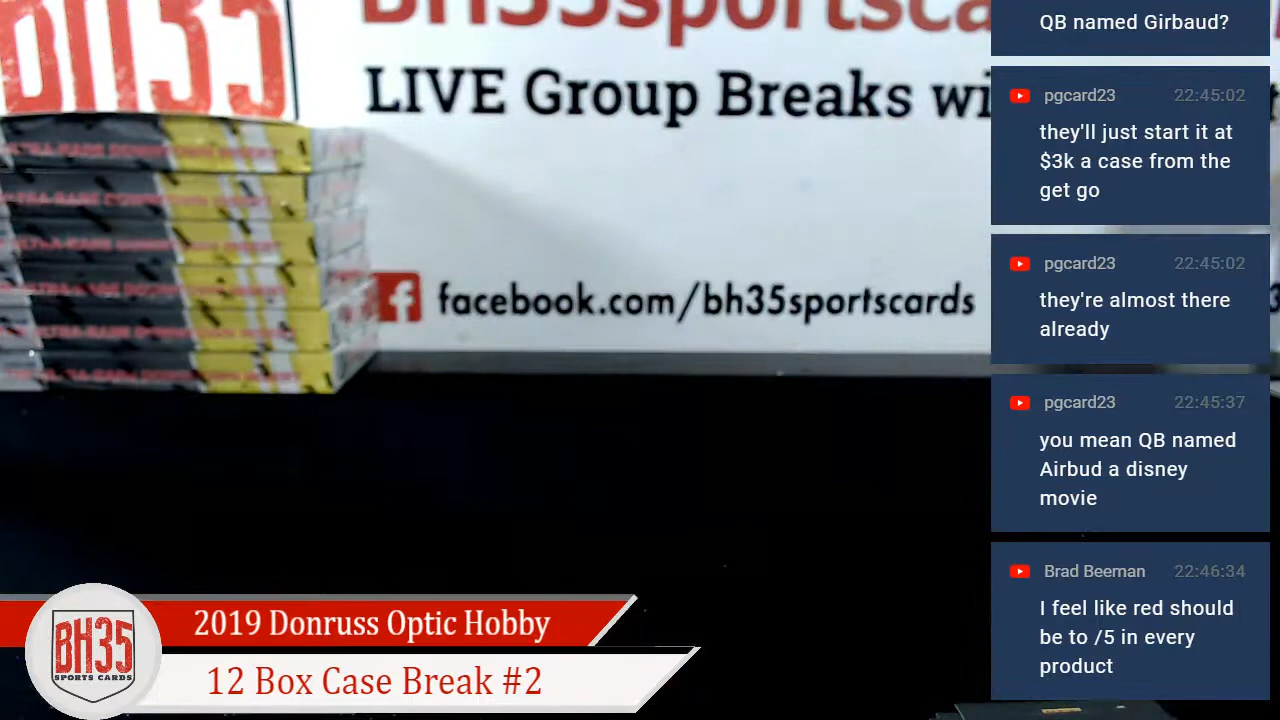 BH35
BH35sportsca
LIVE Group Breaks wi
facebook.com/bh35sportscards
QB named Girbaud?
pgcard23 22:45:02
they'll just start it at
$3k a case from the
get go
pgcard23 22:45:02
they're almost there
already
pgcard23 22:45:37
you mean QB named
Airbud a disney
movie
Brad Beeman 22:46:34
I feel like red should
be to /5 in every
product
BH35
SPORTS CARDS
2019 Donruss Optic Hobby
12 Box Case Break #2